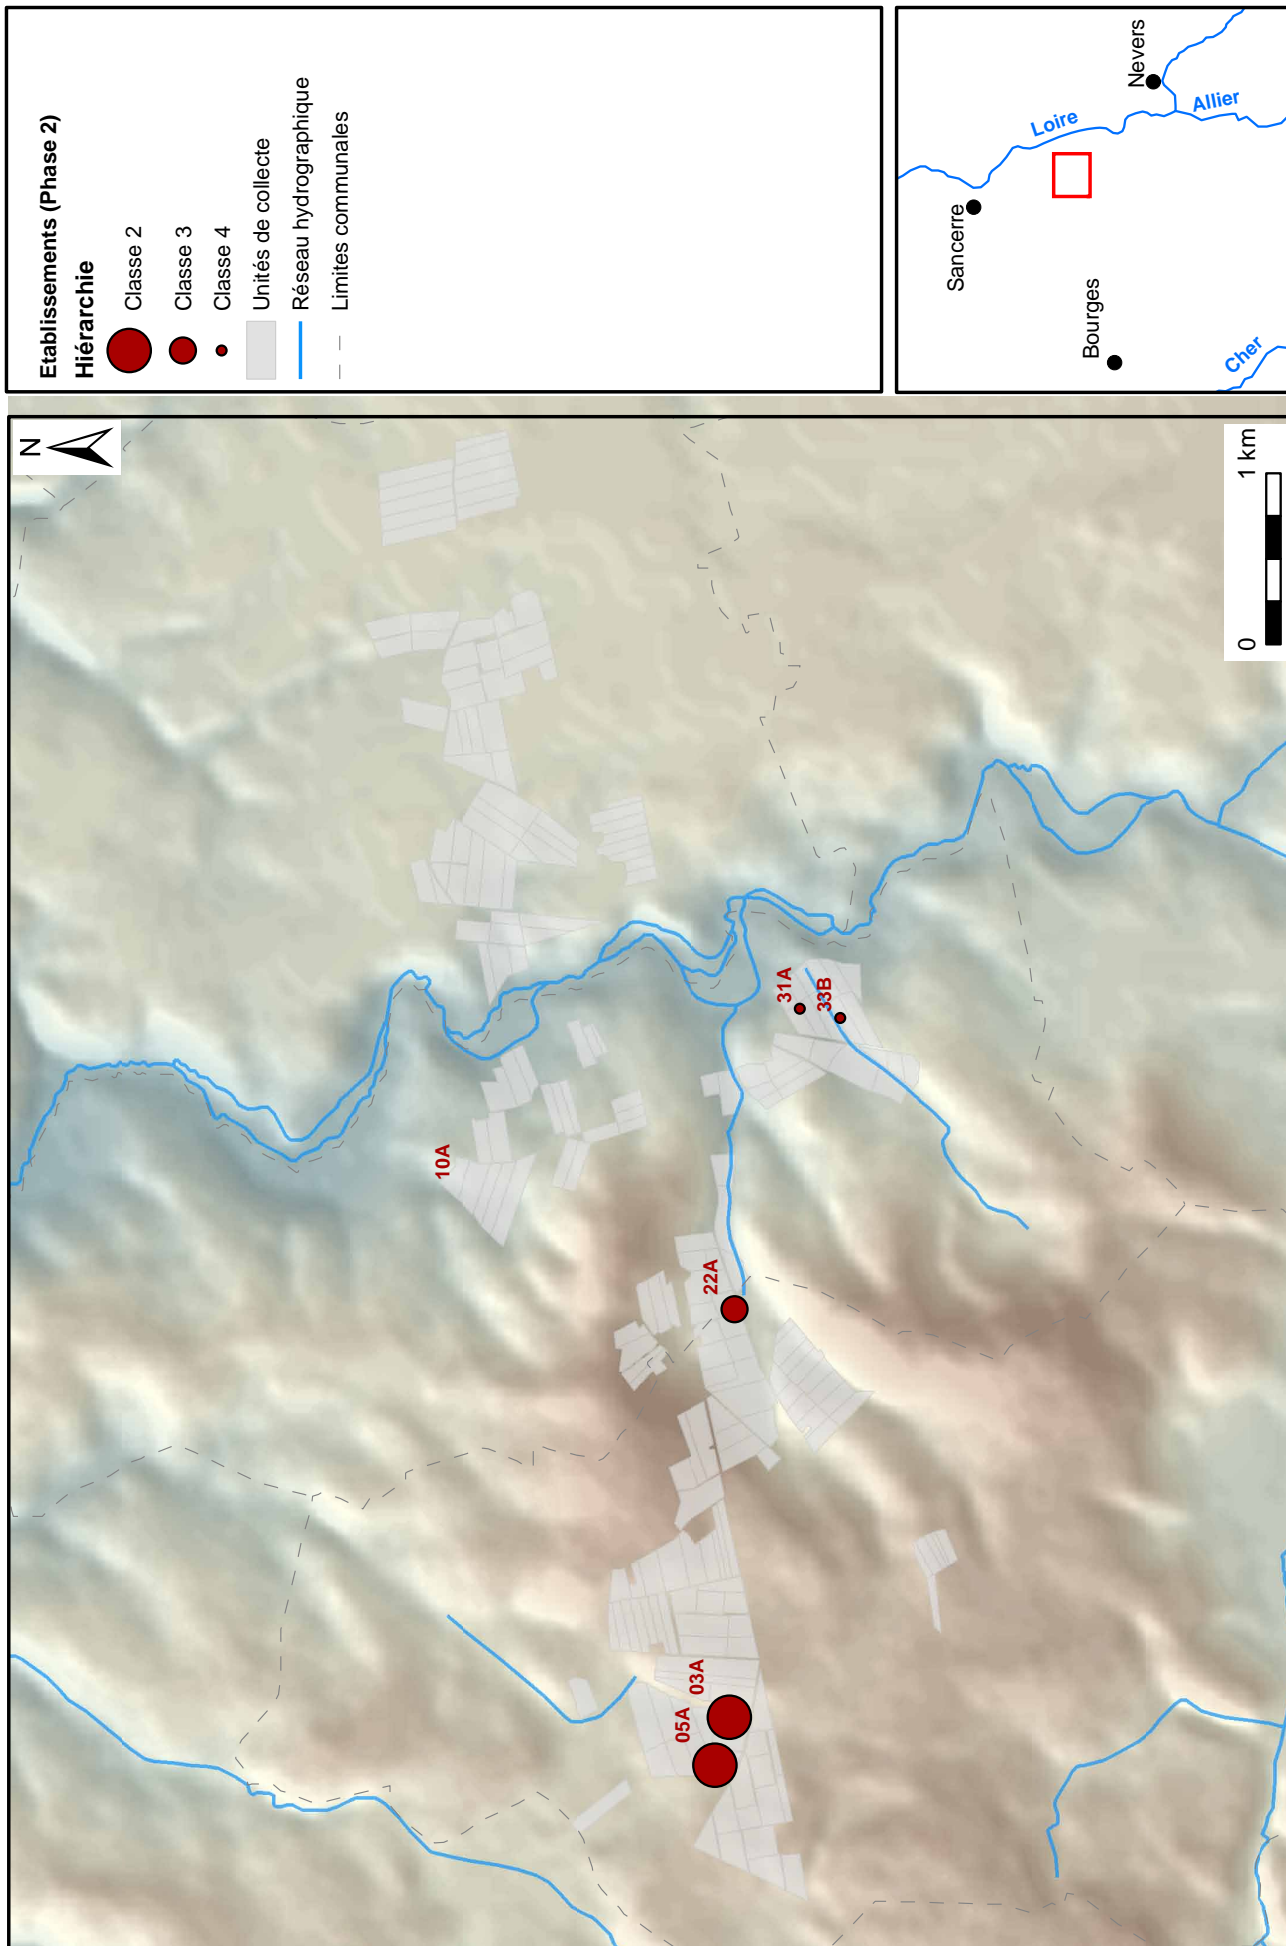 Etablissements (Phase 2)
Hiérarchie
Classe 2
Classe 3
Classe 4
Unités de collecte
Réseau hydrographique
Limites communales
Sancerre
Bourges
Nevers
Loire
Allier
Cher
N
10A
31A
33B
22A
03A
05A
0 1 km